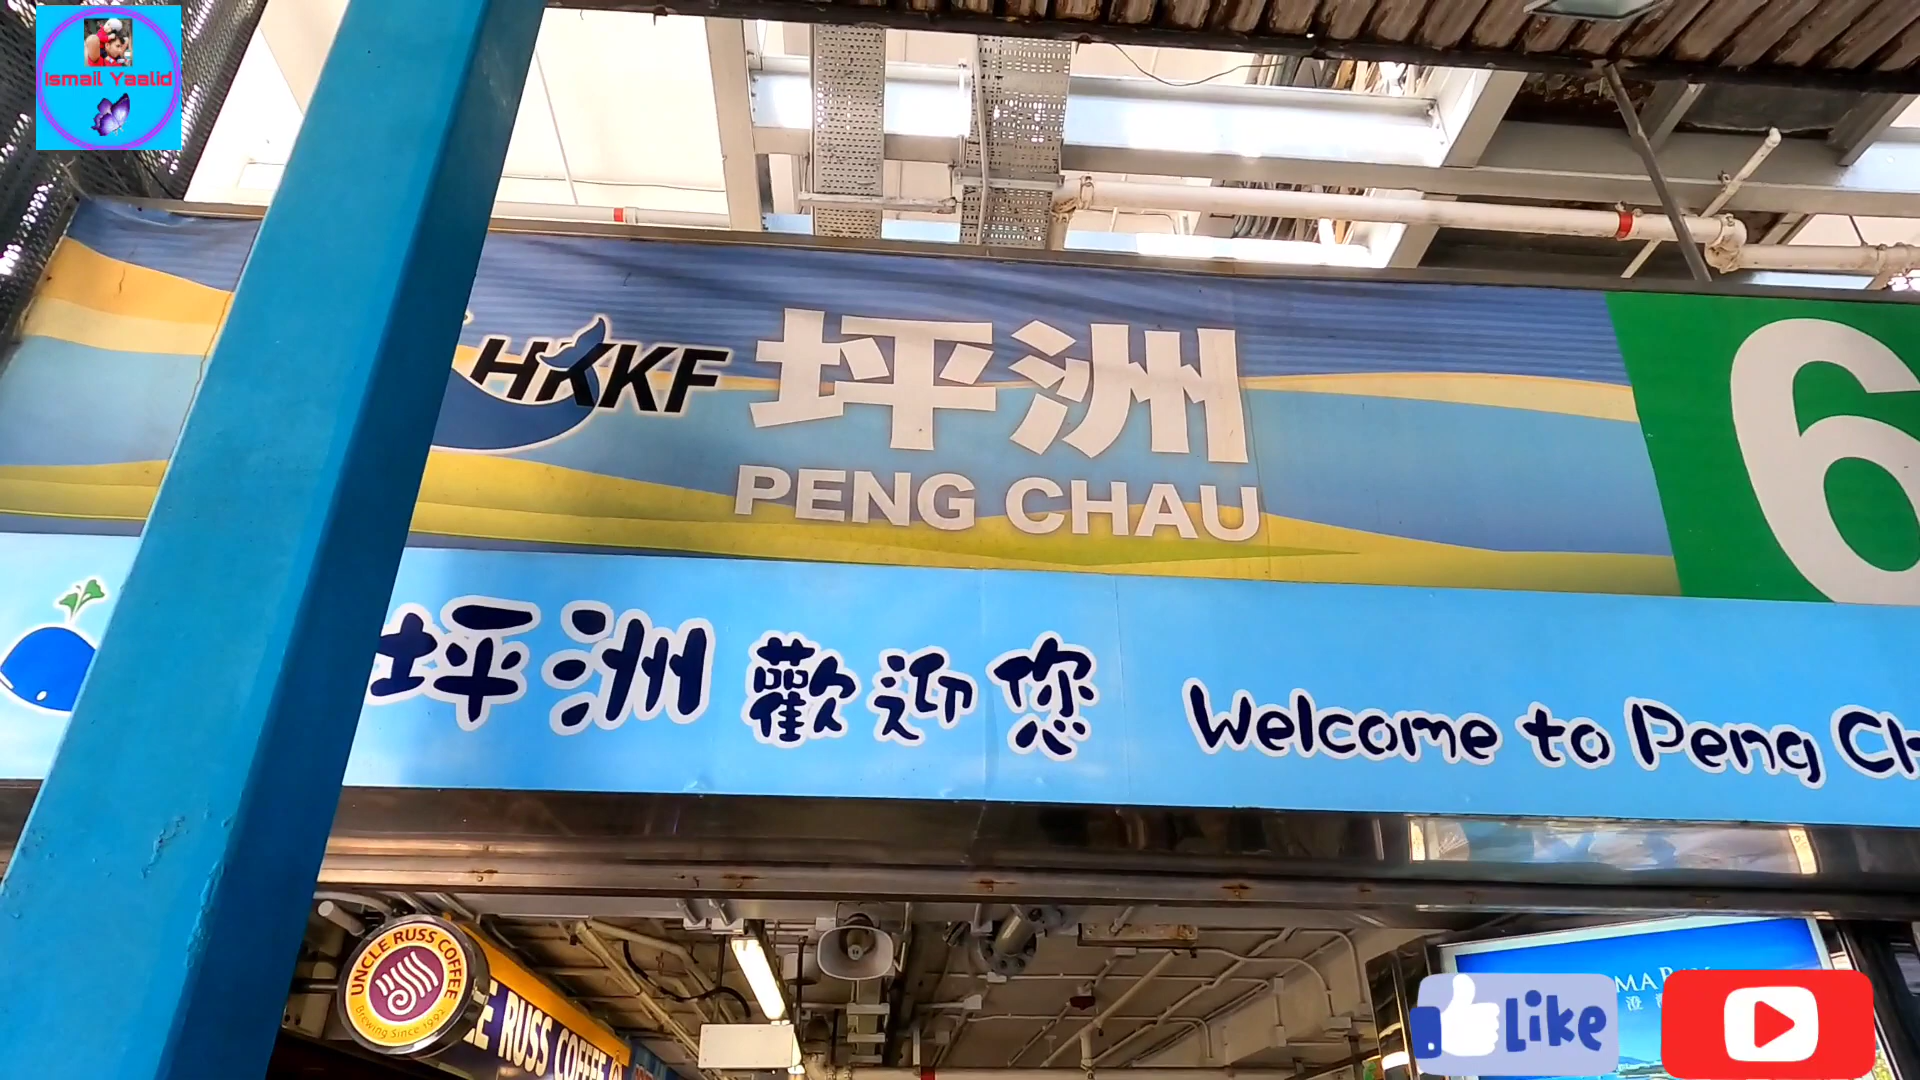 Ismail Yaalid
HKKF
坪洲
PENG CHAU
6
坪洲 歡迎您
Welcome to Peng Ch
UNCLE RUSS COFFEE
Brewing Since 1992
E RUSS COFFEE
Like